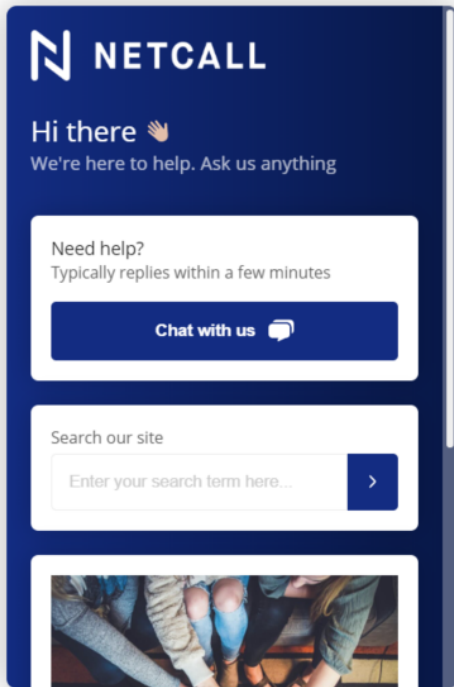 NETCALL
Hi there 👋🏼
We're here to help. Ask us anything
Need help?
Typically replies within a few minutes
Chat with us
Search our site
Enter your search term here...